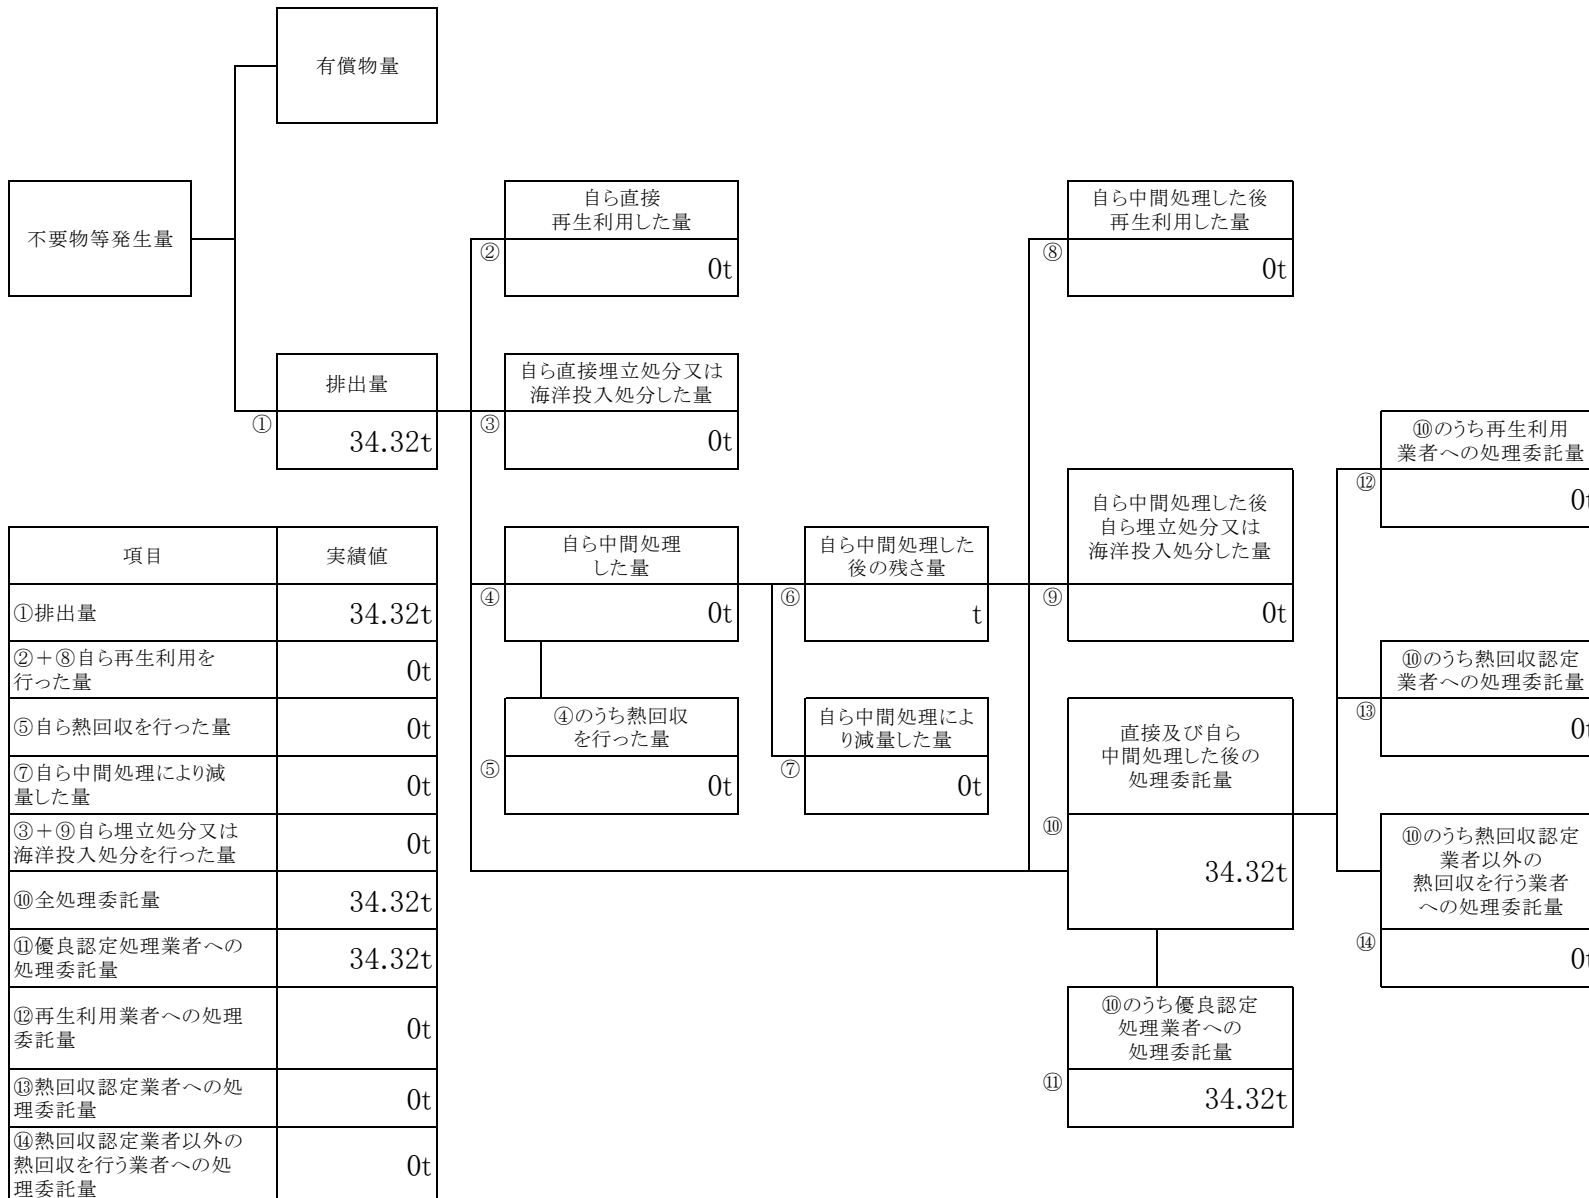 有償物量
不要物等発生量
自ら直接
再生利用した量
②
0t
自ら中間処理した後
再生利用した量
⑧
0t
排出量
①
34.32t
自ら直接埋立処分又は
海洋投入処分した量
③
0t
⑩のうち再生利用
業者への処理委託量
⑫
0t
自ら中間処理
した量
④
0t
自ら中間処理した
後の残さ量
⑥
t
自ら中間処理した後
自ら埋立処分又は
海洋投入処分した量
⑨
0t
⑩のうち熱回収認定
業者への処理委託量
⑬
0t
④のうち熱回収
を行った量
⑤
0t
自ら中間処理によ
り減量した量
⑦
0t
直接及び自ら
中間処理した後の
処理委託量
⑩
34.32t
⑩のうち熱回収認定
業者以外の
熱回収を行う業者
への処理委託量
⑭
0t
⑩のうち優良認定
処理業者への
処理委託量
⑪
34.32t
項目 実績値
①排出量 34.32t
②+⑧自ら再生利用を
行った量 0t
⑤自ら熱回収を行った量 0t
⑦自ら中間処理により減
量した量 0t
③+⑨自ら埋立処分又は
海洋投入処分を行った量 0t
⑩全処理委託量 34.32t
⑪優良認定処理業者への
処理委託量 34.32t
⑫再生利用業者への処理
委託量 0t
⑬熱回収認定業者への処
理委託量 0t
⑭熱回収認定業者以外の
熱回収を行う業者への処
理委託量 0t